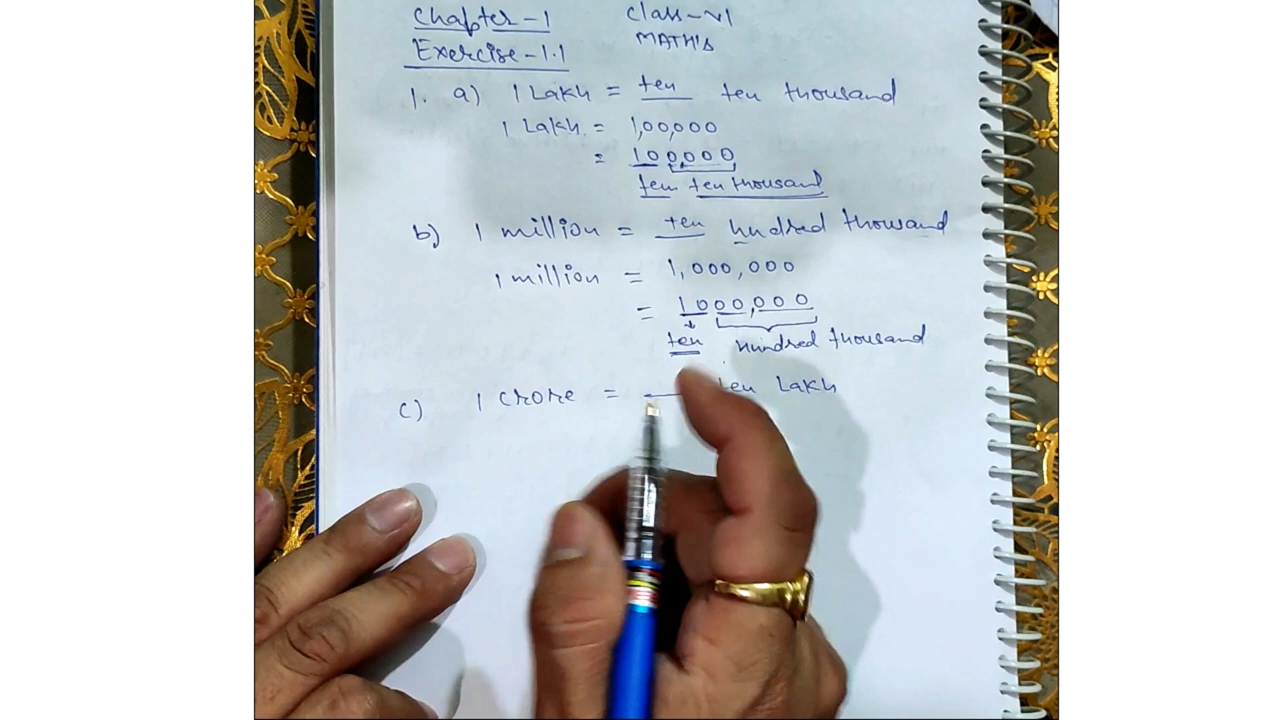 Chapter-1 Class-VI
Exercise-1.1 MATH'S
1. a) 1 Lakh = ten ten thousand
1 Lakh = 1,00,000
= 100,000
ten ten thousand
b) 1 million = ten hundred thousand
1 million = 1,000,000
= 1000,000
ten hundred thousand
c) 1 crore = ___ ten Lakh